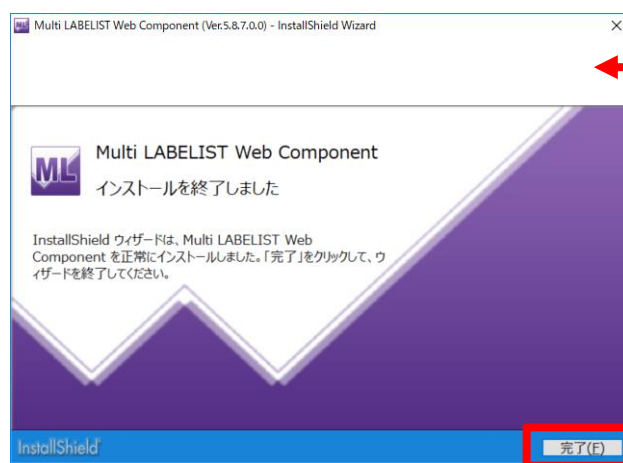 Multi LABELIST Web Component (Ver.5.8.7.0.0) - InstallShield Wizard
ML
Multi LABELIST Web Component
インストールを終了しました
InstallShield ウィザードは、Multi LABELIST Web
Component を正常にインストールしました。「完了」をクリックして、ウ
ィザードを終了してください。
InstallShield
完了(F)